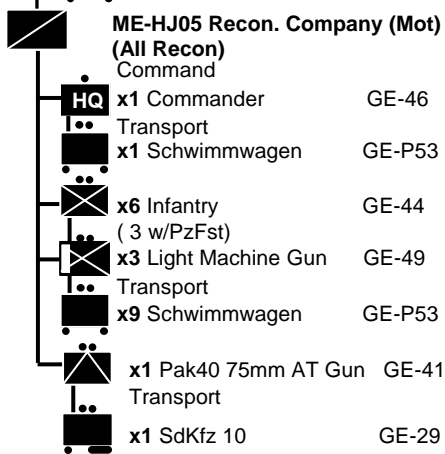 ME-HJ05 Recon. Company (Mot)
(All Recon)
Command
HQ x1 Commander GE-46
Transport
x1 Schwimmwagen GE-P53
x6 Infantry GE-44
( 3 w/PzFst)
x3 Light Machine Gun GE-49
Transport
x9 Schwimmwagen GE-P53
x1 Pak40 75mm AT Gun GE-41
Transport
x1 SdKfz 10 GE-29